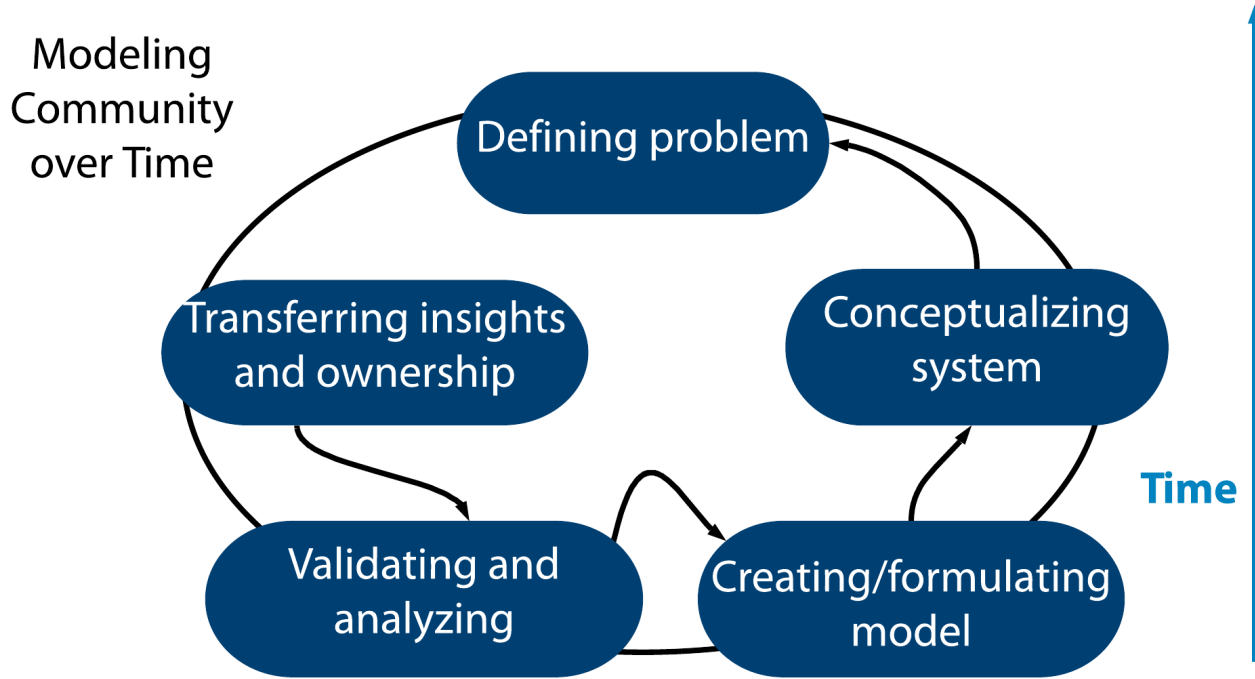 Modeling
Community
over Time
Defining problem
Transferring insights
and ownership
Conceptualizing
system
Time
Validating and
analyzing
Creating/formulating
model